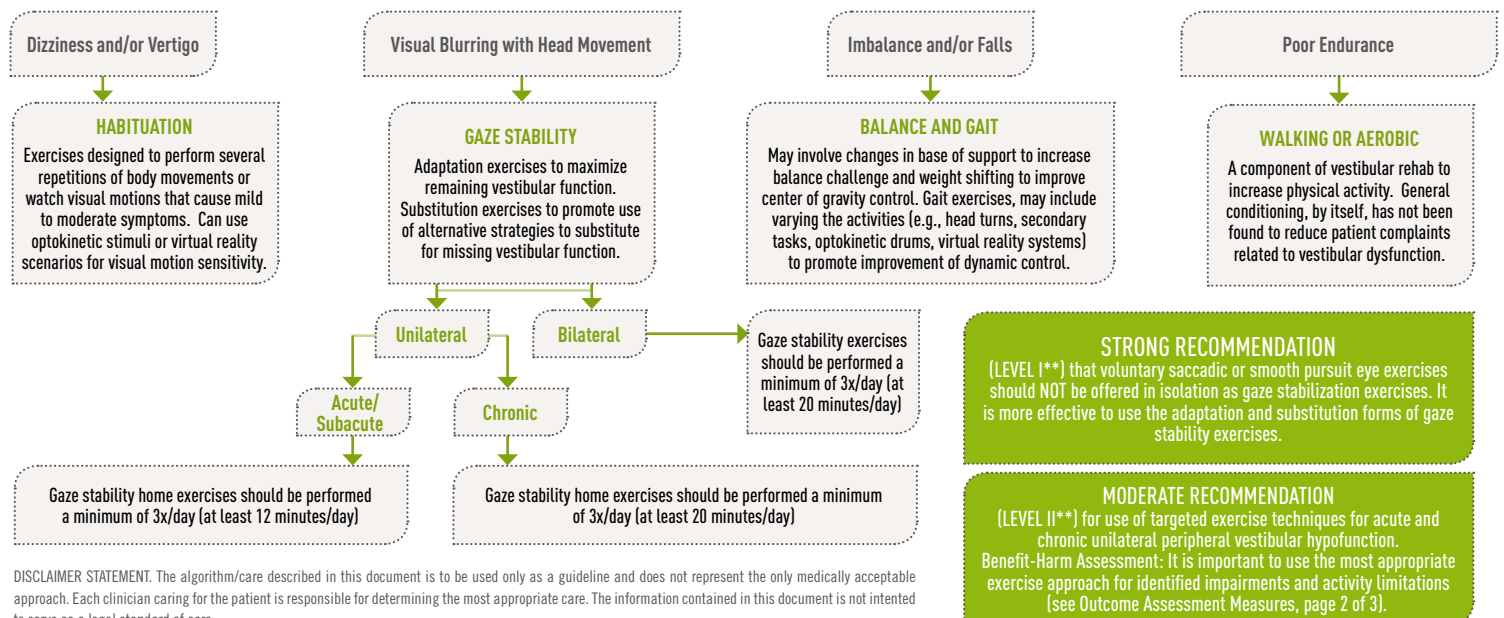 Dizziness and/or Vertigo
Visual Blurring with Head Movement
Imbalance and/or Falls
Poor Endurance
HABITUATION
Exercises designed to perform several
repetitions of body movements or
watch visual motions that cause mild
to moderate symptoms. Can use
optokinetic stimuli or virtual reality
scenarios for visual motion sensitivity.
GAZE STABILITY
Adaptation exercises to maximize
remaining vestibular function.
Substitution exercises to promote use
of alternative strategies to substitute
for missing vestibular function.
BALANCE AND GAIT
May involve changes in base of support to increase
balance challenge and weight shifting to improve
center of gravity control. Gait exercises, may include
varying the activities (e.g., head turns, secondary
tasks, optokinetic drums, virtual reality systems)
to promote improvement of dynamic control.
WALKING OR AEROBIC
A component of vestibular rehab to
increase physical activity. General
conditioning, by itself, has not been
found to reduce patient complaints
related to vestibular dysfunction.
Unilateral
Bilateral
Gaze stability exercises
should be performed a
minimum of 3x/day (at
least 20 minutes/day)
Acute/
Subacute
Chronic
Gaze stability home exercises should be performed
a minimum of 3x/day (at least 12 minutes/day)
Gaze stability home exercises should be performed a minimum
of 3x/day (at least 20 minutes/day)
STRONG RECOMMENDATION
(LEVEL I**) that voluntary saccadic or smooth pursuit eye exercises
should NOT be offered in isolation as gaze stabilization exercises. It
is more effective to use the adaptation and substitution forms of gaze
stability exercises.
MODERATE RECOMMENDATION
(LEVEL II**) for use of targeted exercise techniques for acute and
chronic unilateral peripheral vestibular hypofunction.
Benefit-Harm Assessment: It is important to use the most appropriate
exercise approach for identified impairments and activity limitations
(see Outcome Assessment Measures, page 2 of 3).
DISCLAIMER STATEMENT. The algorithm/care described in this document is to be used only as a guideline and does not represent the only medically acceptable
approach. Each clinician caring for the patient is responsible for determining the most appropriate care. The information contained in this document is not intended
to serve as a legal standard of care.